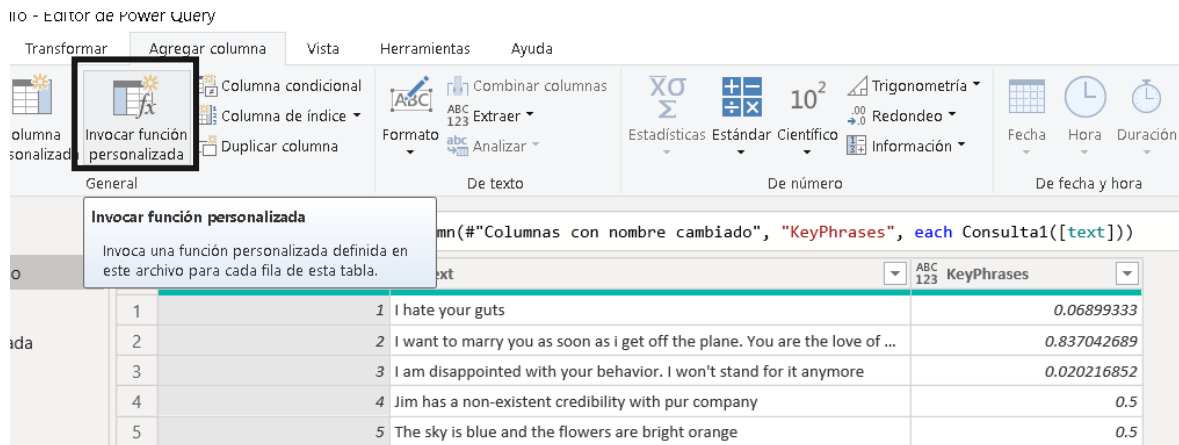 llo - Editor de Power Query
Transformar Agregar columna Vista Herramientas Ayuda
Columna condicional Combinar columnas Trigonometría
Columna de índice ABC 123 Extraer .00 Redondeo
olumna Invocar función Formato Estadísticas Estándar Científico Fecha Hora Duración
sonalizada personalizada Duplicar columna abc Analizar Información
General De texto De número De fecha y hora
Invocar función personalizada
mn(#"Columnas con nombre cambiado", "KeyPhrases", each Consulta1([text]))
Invoca una función personalizada definida en
este archivo para cada fila de esta tabla.
o ext ABC 123 KeyPhrases
1 1 I hate your guts 0.06899333
ada 2 2 I want to marry you as soon as i get off the plane. You are the love of ... 0.837042689
3 3 I am disappointed with your behavior. I won't stand for it anymore 0.020216852
4 4 Jim has a non-existent credibility with pur company 0.5
5 5 The sky is blue and the flowers are bright orange 0.5